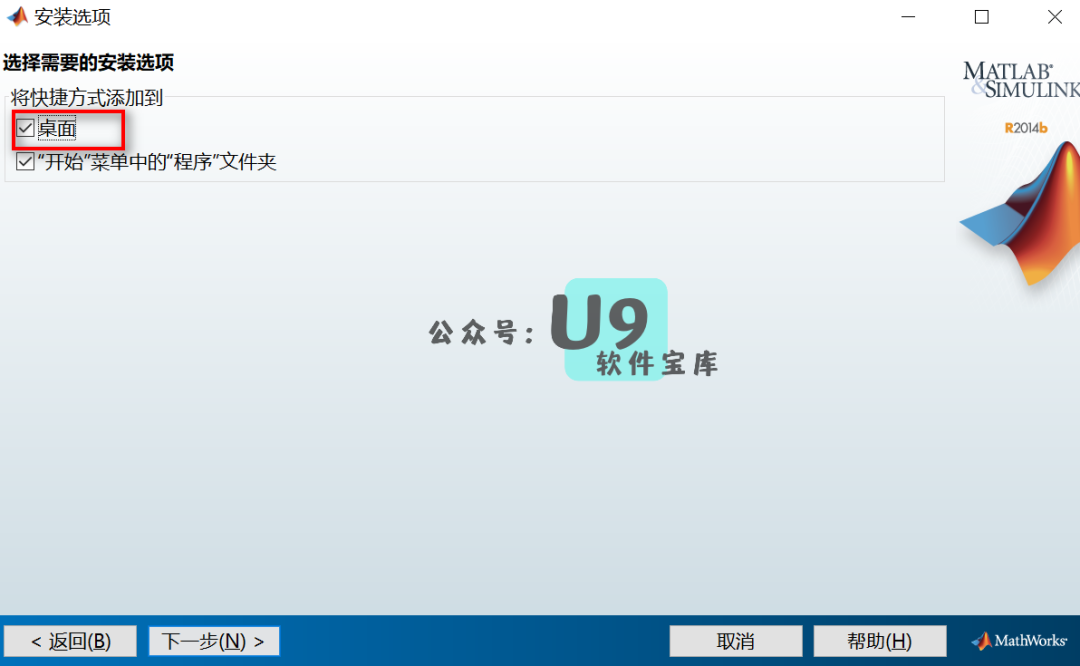 安装选项
选择需要的安装选项
将快捷方式添加到
桌面
“开始”菜单中的“程序”文件夹
MATLAB®
&SIMULINK
R2014b
公众号：U9
软件宝库
< 返回(B)
下一步(N) >
取消
帮助(H)
MathWorks®